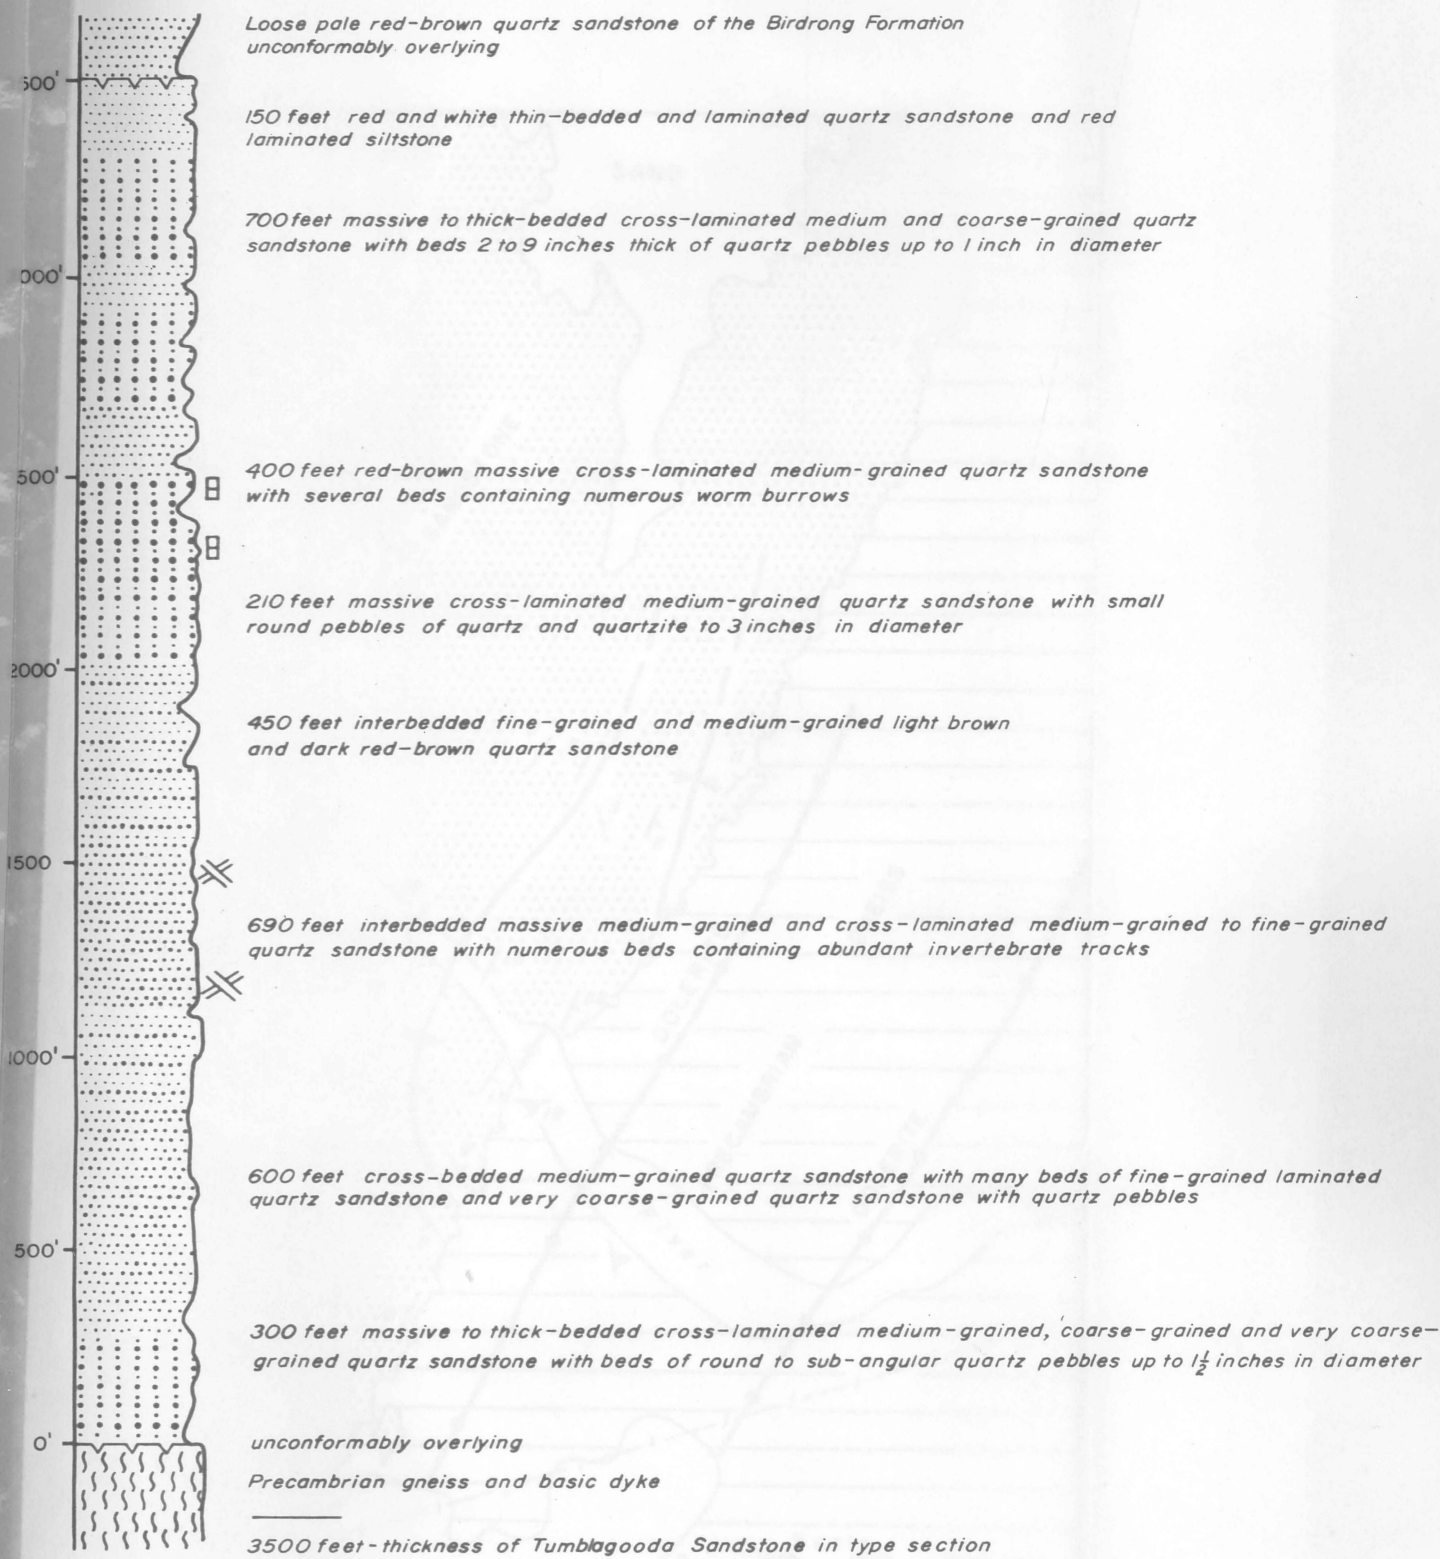 Loose pale red-brown quartz sandstone of the Birdrong Formation
unconformably overlying
500'
150 feet red and white thin-bedded and laminated quartz sandstone and red
laminated siltstone
700 feet massive to thick-bedded cross-laminated medium and coarse-grained quartz
sandstone with beds 2 to 9 inches thick of quartz pebbles up to 1 inch in diameter
000'
400 feet red-brown massive cross-laminated medium-grained quartz sandstone
500'
with several beds containing numerous worm burrows
210 feet massive cross-laminated medium-grained quartz sandstone with small
round pebbles of quartz and quartzite to 3 inches in diameter
2000'
450 feet interbedded fine-grained and medium-grained light brown
and dark red-brown quartz sandstone
1500
690 feet interbedded massive medium-grained and cross-laminated medium-grained to fine-grained
quartz sandstone with numerous beds containing abundant invertebrate tracks
1000'
600 feet cross-bedded medium-grained quartz sandstone with many beds of fine-grained laminated
quartz sandstone and very coarse-grained quartz sandstone with quartz pebbles
500'
300 feet massive to thick-bedded cross-laminated medium-grained, coarse-grained and very coarse-
grained quartz sandstone with beds of round to sub-angular quartz pebbles up to 1½ inches in diameter
0'
unconformably overlying
Precambrian gneiss and basic dyke
3500 feet-thickness of Tumblagooda Sandstone in type section